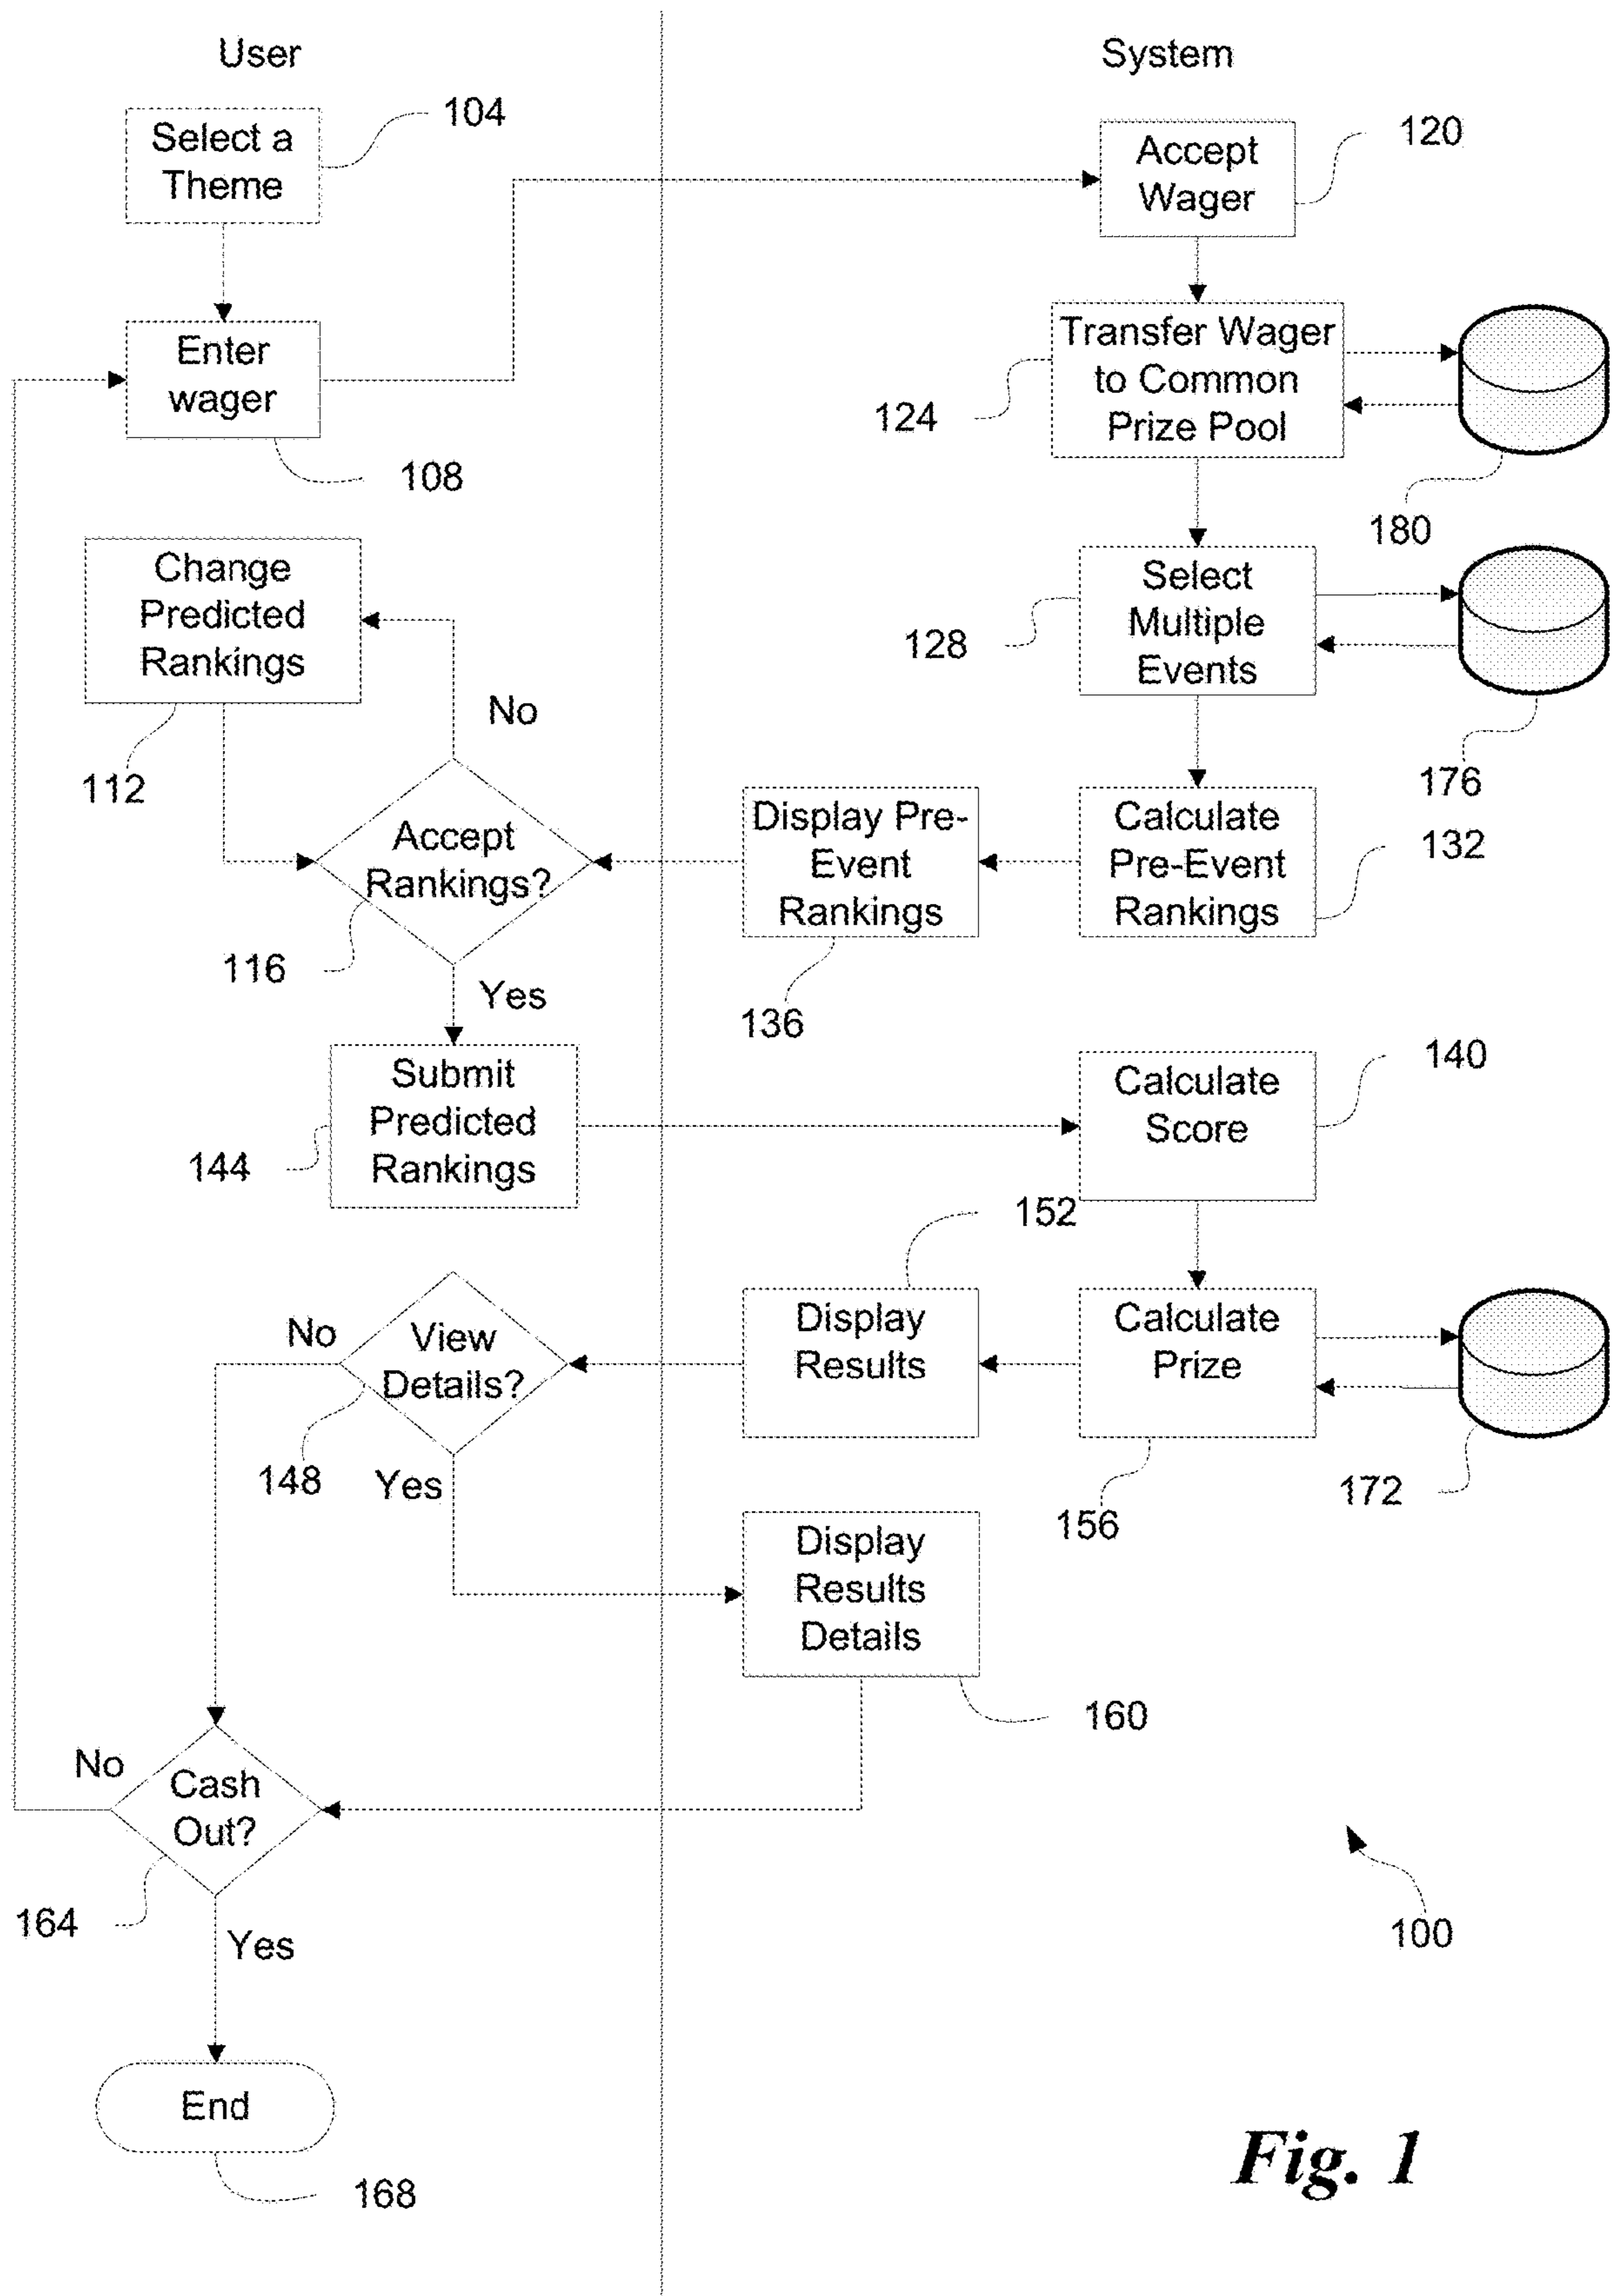 User
System
Select a
Theme
104
Accept
Wager
120
Enter
wager
108
Transfer Wager
to Common
Prize Pool
124
180
Change
Predicted
Rankings
112
No
Select
Multiple
Events
128
176
Accept
Rankings?
116
Yes
Display Pre-
Event
Rankings
136
Calculate
Pre-Event
Rankings
132
Submit
Predicted
Rankings
144
Calculate
Score
140
152
No
View
Details?
148
Yes
Display
Results
Calculate
Prize
156
172
Display
Results
Details
160
No
Cash
Out?
164
Yes
100
End
168
Fig. 1